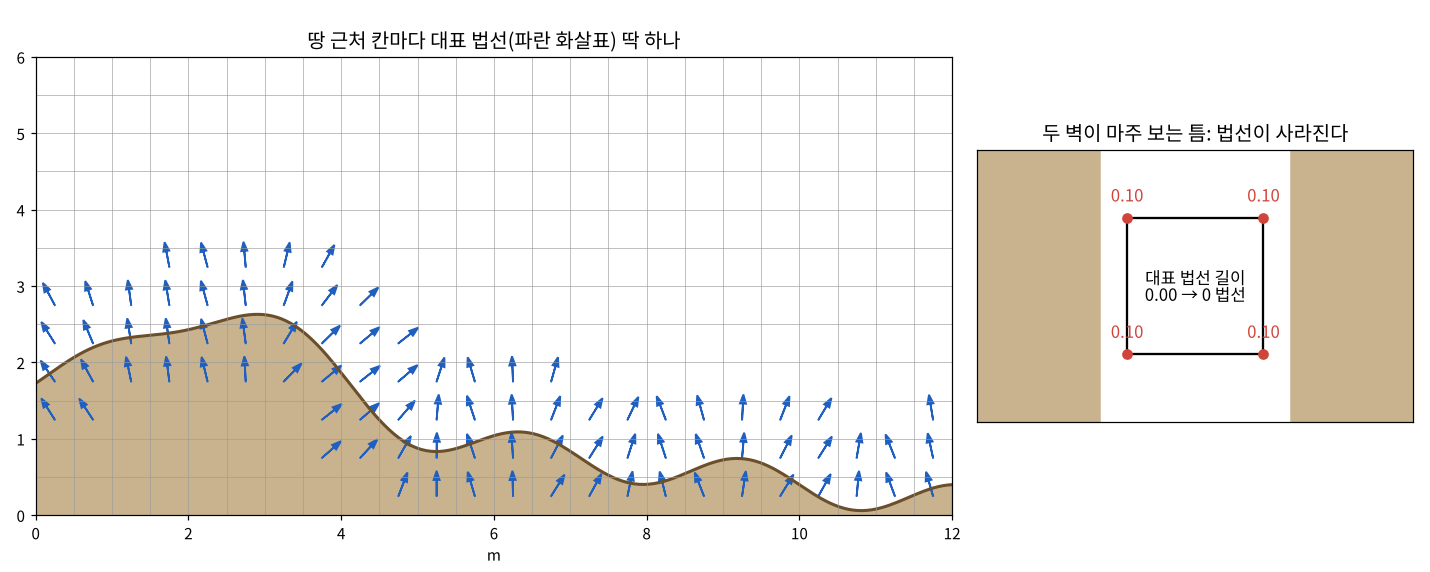 땅 근처 칸마다 대표 법선(파란 화살표) 딱 하나
6
5
4
3
2
1
0
0 2 4 6 8 10 12
m
두 벽이 마주 보는 틈: 법선이 사라진다
0.10 0.10
대표 법선 길이
0.00 → 0 법선
0.10 0.10